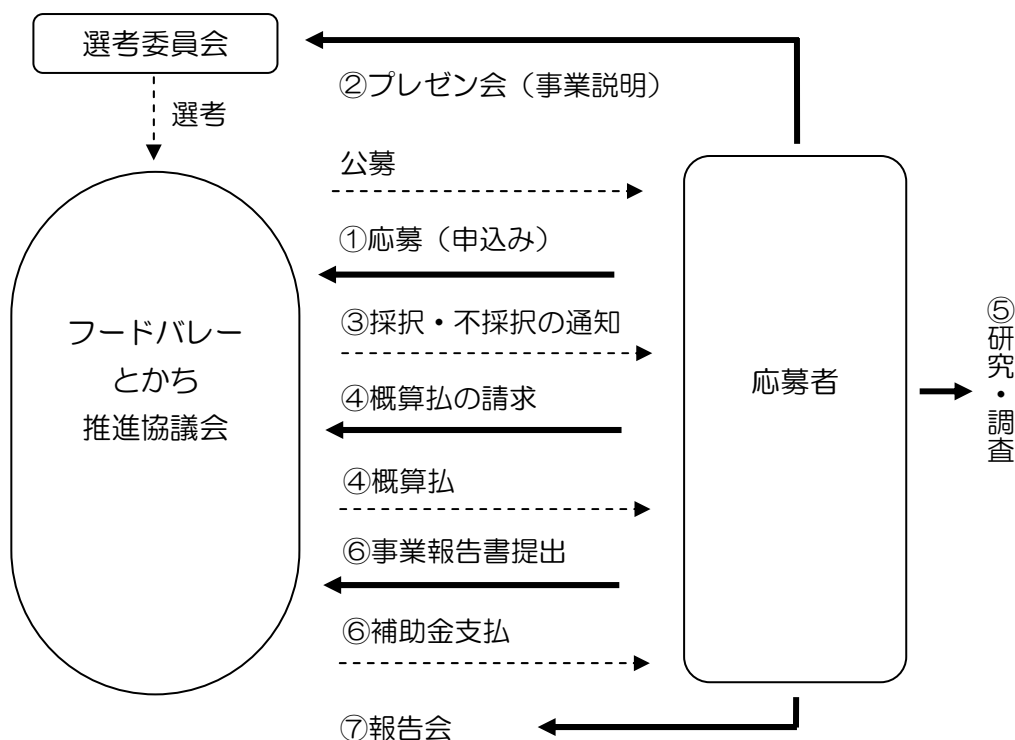 選考委員会
②プレゼン会（事業説明）
選考
公募
①応募（申込み）
③採択・不採択の通知
④概算払の請求
④概算払
⑥事業報告書提出
⑥補助金支払
⑦報告会
フードバレー
とかち
推進協議会
応募者
⑤研究・調査